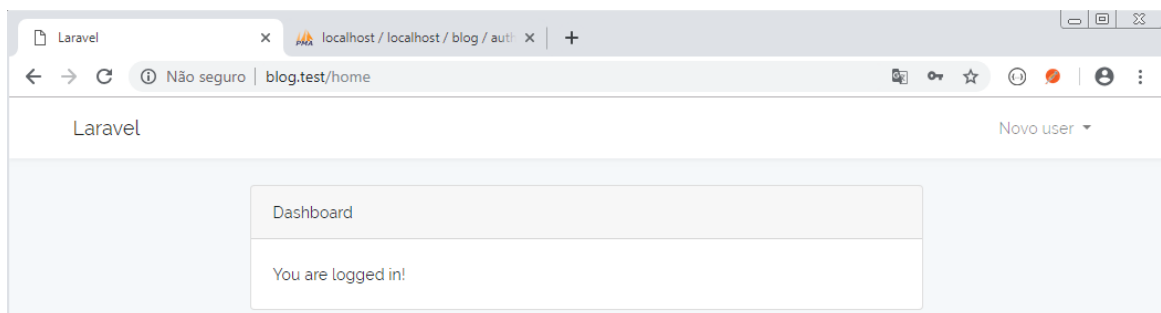 Laravel
localhost / localhost / blog / auth
Não seguro | blog.test/home
Laravel
Novo user
Dashboard
You are logged in!